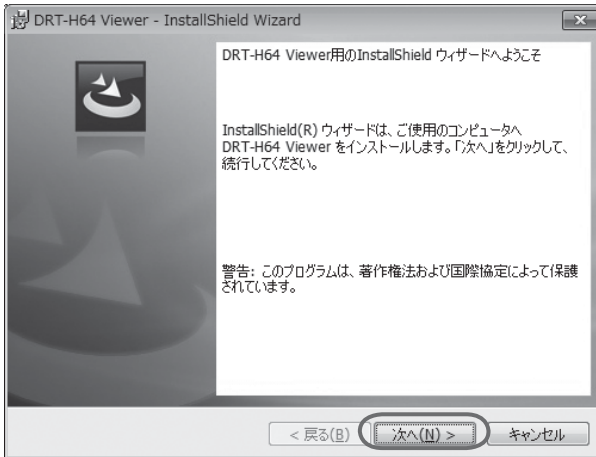 DRT-H64 Viewer - InstallShield Wizard
DRT-H64 Viewer用のInstallShield ウィザードへようこそ
InstallShield(R) ウィザードは、ご使用のコンピュータへ
DRT-H64 Viewer をインストールします。「次へ」をクリックして、
続行してください。
警告: このプログラムは、著作権法および国際協定によって保護
されています。
< 戻る(B)
次へ(N) >
キャンセル